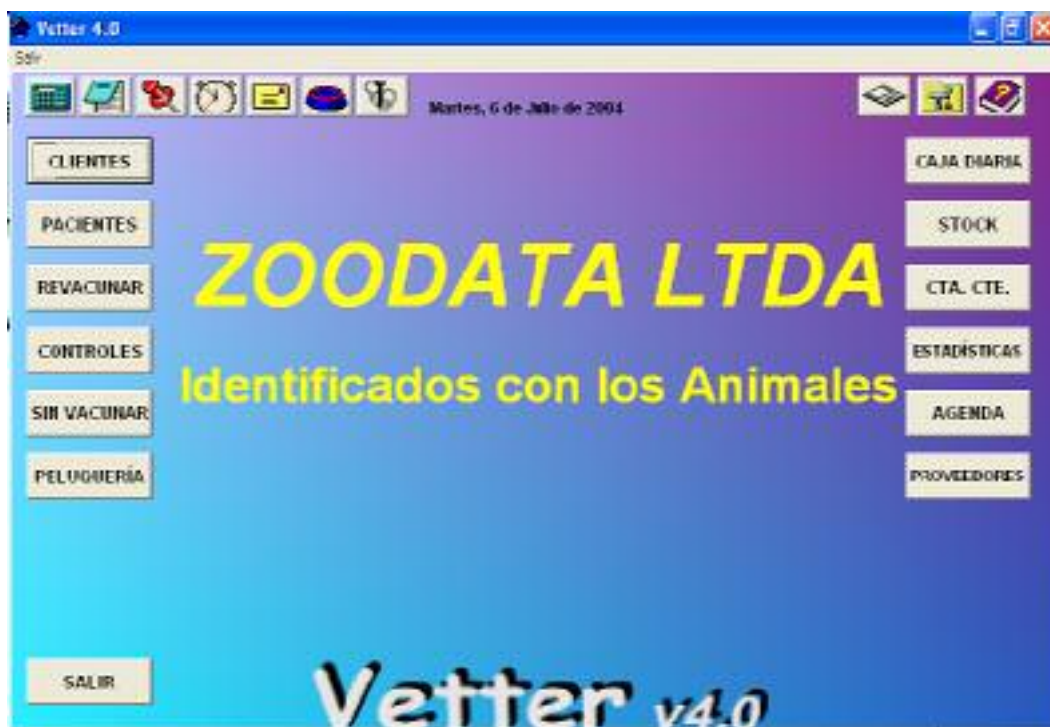 Vetter 4.0
Salir
Martes, 6 de Julio de 2004
CLIENTES
PACIENTES
REVACUNAR
CONTROLES
SIN VACUNAR
PELUQUERÍA
SALIR
ZOODATA LTDA
Identificados con los Animales
CAJA DIARIA
STOCK
CTA. CTE.
ESTADÍSTICAS
AGENDA
PROVEEDORES
Vetter v4.0